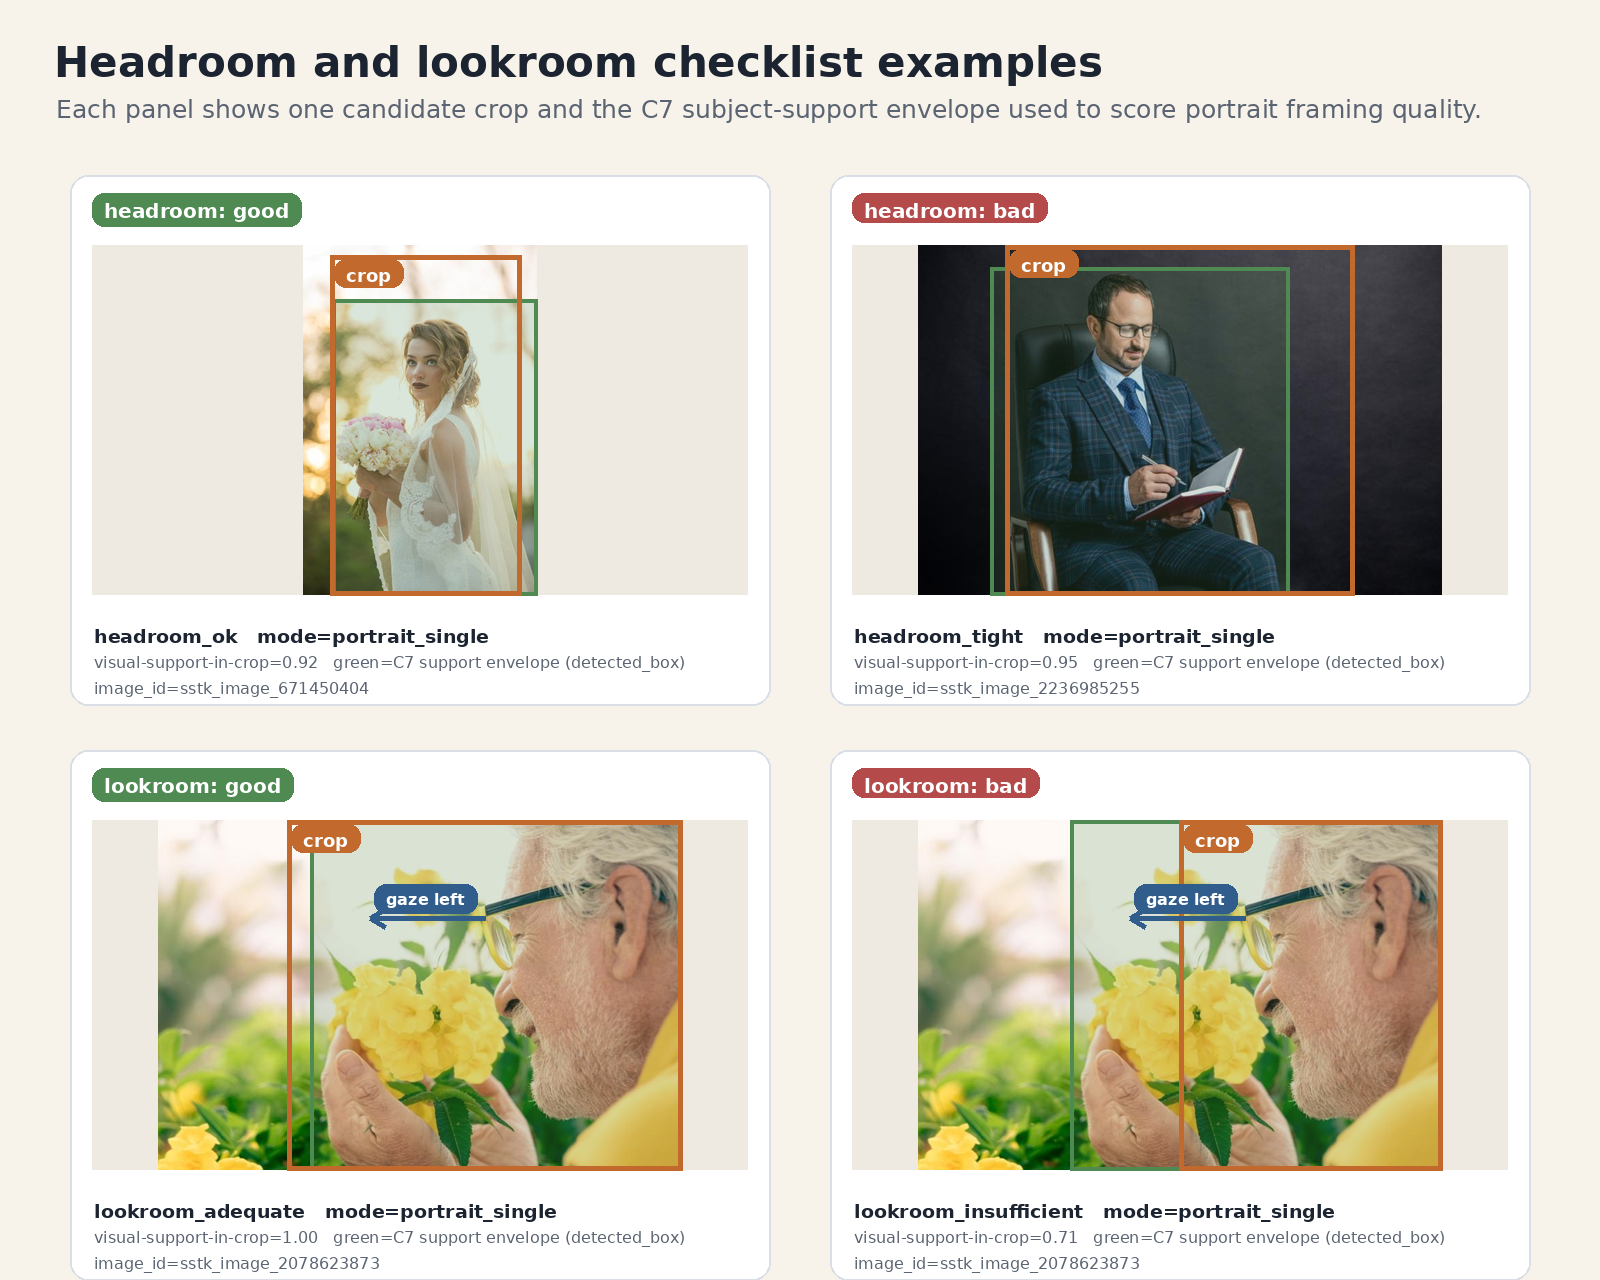 Headroom and lookroom checklist examples
Each panel shows one candidate crop and the C7 subject-support envelope used to score portrait framing quality.
headroom: good
crop
headroom_ok   mode=portrait_single
visual-support-in-crop=0.92   green=C7 support envelope (detected_box)
image_id=sstk_image_671450404
headroom: bad
crop
headroom_tight   mode=portrait_single
visual-support-in-crop=0.95   green=C7 support envelope (detected_box)
image_id=sstk_image_2236985255
lookroom: good
crop
gaze left
lookroom_adequate   mode=portrait_single
visual-support-in-crop=1.00   green=C7 support envelope (detected_box)
image_id=sstk_image_2078623873
lookroom: bad
crop
gaze left
lookroom_insufficient   mode=portrait_single
visual-support-in-crop=0.71   green=C7 support envelope (detected_box)
image_id=sstk_image_2078623873